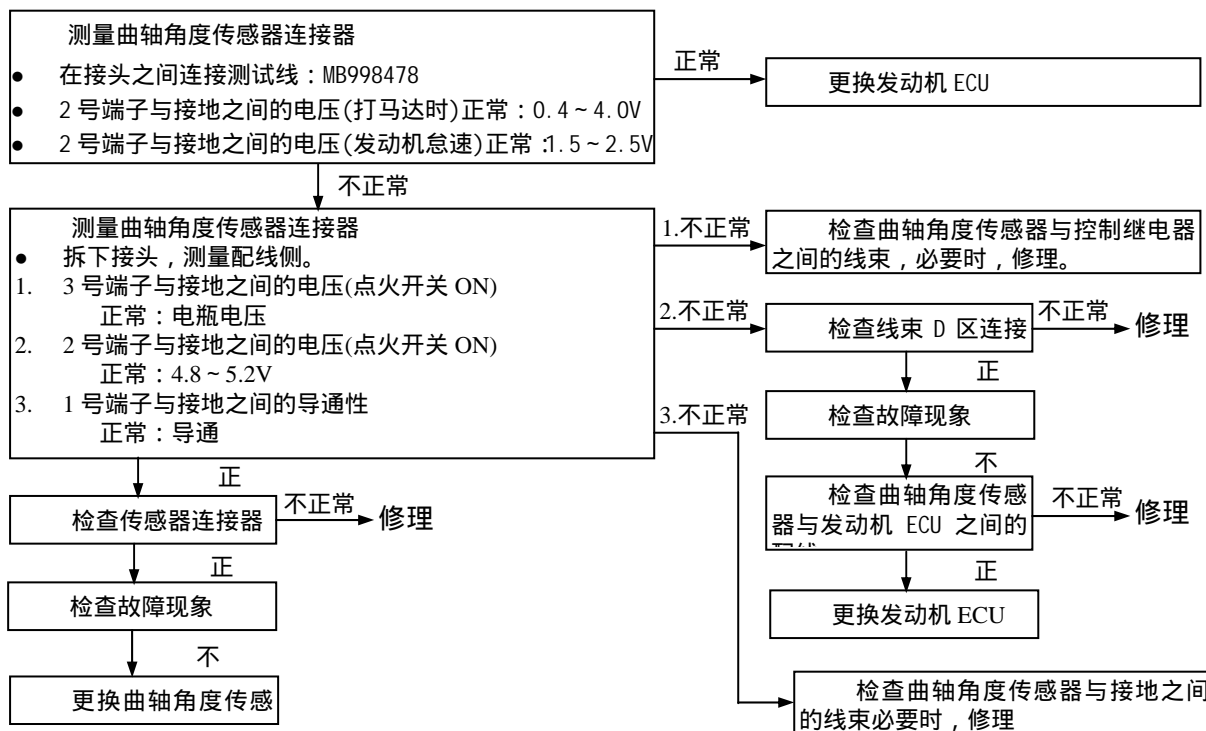 测量曲轴角度传感器连接器
● 在接头之间连接测试线：MB998478
● 2号端子与接地之间的电压(打马达时)正常：0.4～4.0V
● 2号端子与接地之间的电压(发动机怠速)正常：1.5～2.5V
正常
更换发动机 ECU
不正常
测量曲轴角度传感器连接器
● 拆下接头，测量配线侧。
1. 3号端子与接地之间的电压(点火开关 ON)
正常：电瓶电压
2. 2号端子与接地之间的电压(点火开关 ON)
正常：4.8～5.2V
3. 1号端子与接地之间的导通性
正常：导通
1.不正常
检查曲轴角度传感器与控制继电器
之间的线束，必要时，修理。
2.不正常
检查线束 D 区连接
不正常
修理
正
检查故障现象
不
检查曲轴角度传感
器与发动机 ECU 之间的
不正常
修理
正
更换发动机 ECU
3.不正常
检查曲轴角度传感器与接地之间
的线束必要时，修理
正
检查传感器连接器
不正常
修理
正
检查故障现象
不
更换曲轴角度传感